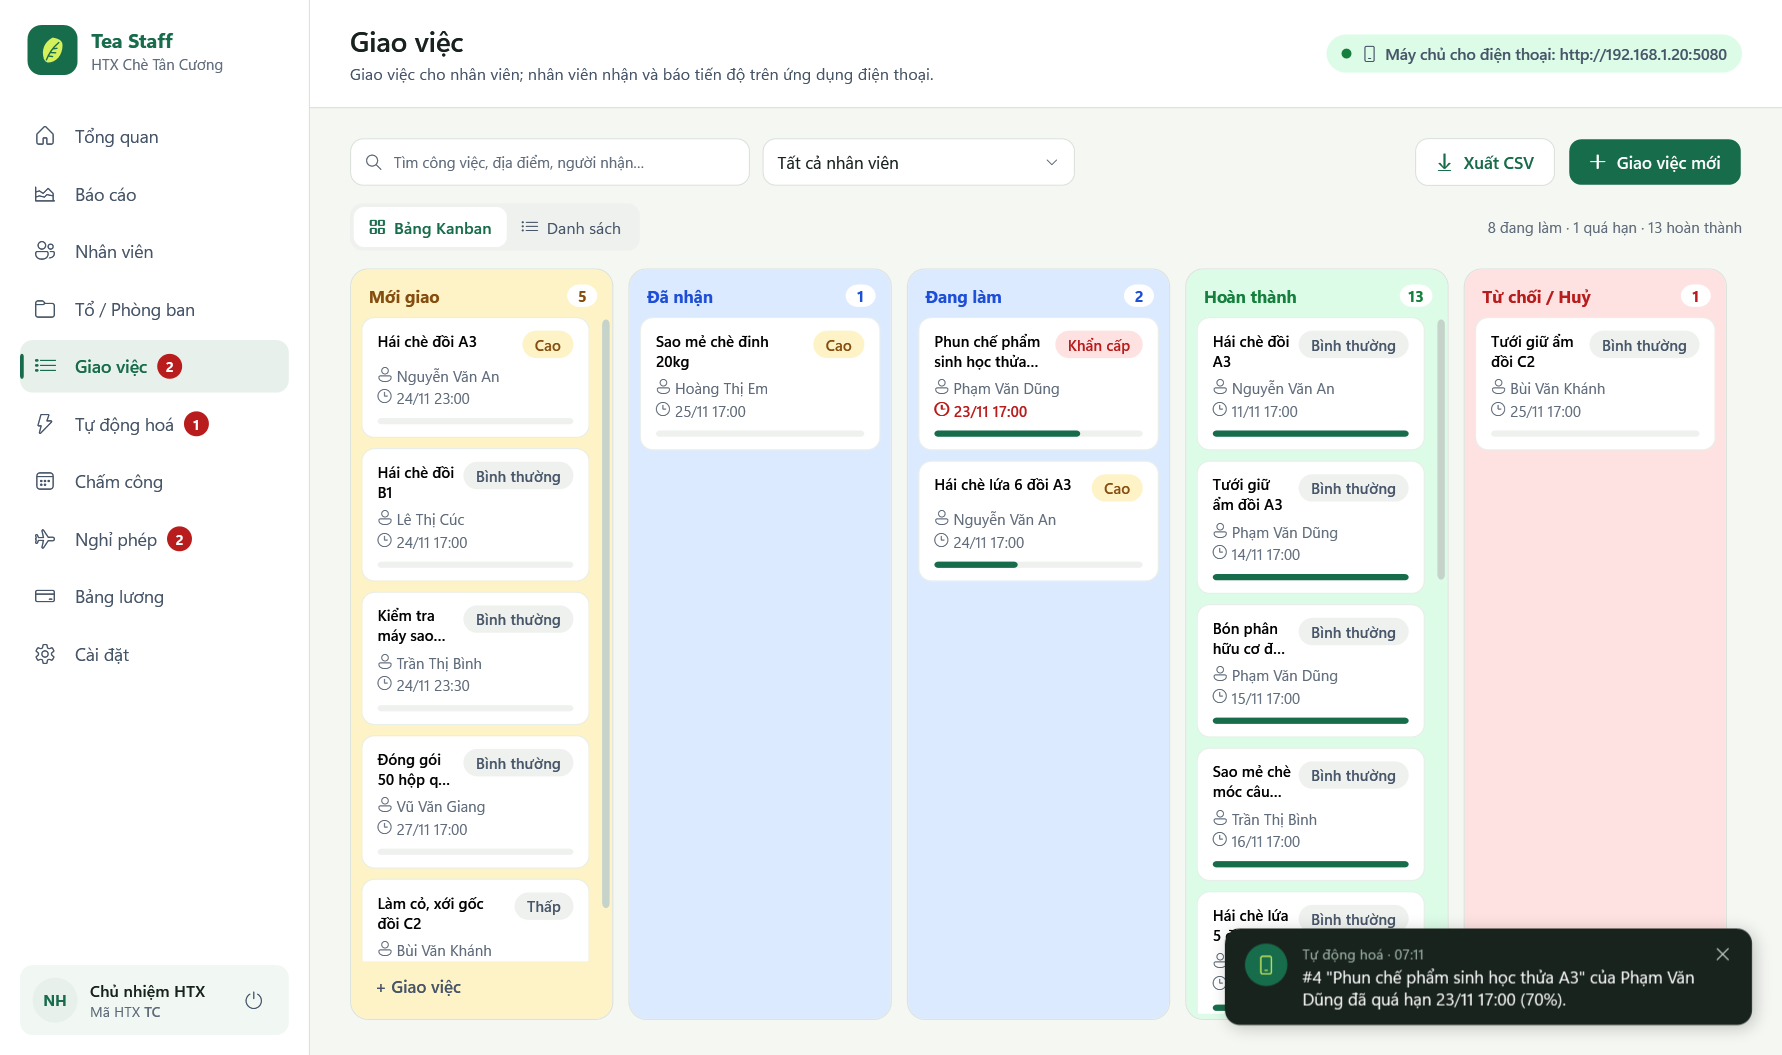 Tea Staff
HTX Chè Tân Cương
Tổng quan
Báo cáo
Nhân viên
Tổ / Phòng ban
Giao việc 2
Tự động hoá 1
Chấm công
Nghỉ phép 2
Bảng lương
Cài đặt
NH
Chủ nhiệm HTX
Mã HTX TC
Giao việc
Giao việc cho nhân viên; nhân viên nhận và báo tiến độ trên ứng dụng điện thoại.
Máy chủ cho điện thoại: http://192.168.1.20:5080
Tìm công việc, địa điểm, người nhận...
Tất cả nhân viên
Xuất CSV
Giao việc mới
Bảng Kanban
Danh sách
8 đang làm · 1 quá hạn · 13 hoàn thành
Mới giao 5
Hái chè đồi A3
Cao
Nguyễn Văn An
24/11 23:00
Hái chè đồi
B1
Bình thường
Lê Thị Cúc
24/11 17:00
Kiểm tra
máy sao...
Bình thường
Trần Thị Bình
24/11 23:30
Đóng gói
50 hộp q...
Bình thường
Vũ Văn Giang
27/11 17:00
Làm cỏ, xới gốc
đồi C2
Thấp
Bùi Văn Khánh
+ Giao việc
Đã nhận 1
Sao mẻ chè đinh
20kg
Cao
Hoàng Thị Em
25/11 17:00
Đang làm 2
Phun chế phẩm
sinh học thửa...
Khẩn cấp
Phạm Văn Dũng
23/11 17:00
Hái chè lứa 6 đồi A3
Cao
Nguyễn Văn An
24/11 17:00
Hoàn thành 13
Hái chè đồi
A3
Bình thường
Nguyễn Văn An
11/11 17:00
Tưới giữ
ẩm đồi A3
Bình thường
Phạm Văn Dũng
14/11 17:00
Bón phân
hữu cơ đ...
Bình thường
Phạm Văn Dũng
15/11 17:00
Sao mẻ chè
móc câu...
Bình thường
Trần Thị Bình
16/11 17:00
Hái chè lứa
5
Bình thường
Từ chối / Huỷ 1
Tưới giữ ẩm
đồi C2
Bình thường
Bùi Văn Khánh
25/11 17:00
Tự động hoá · 07:11
#4 "Phun chế phẩm sinh học thửa A3" của Phạm Văn
Dũng đã quá hạn 23/11 17:00 (70%).